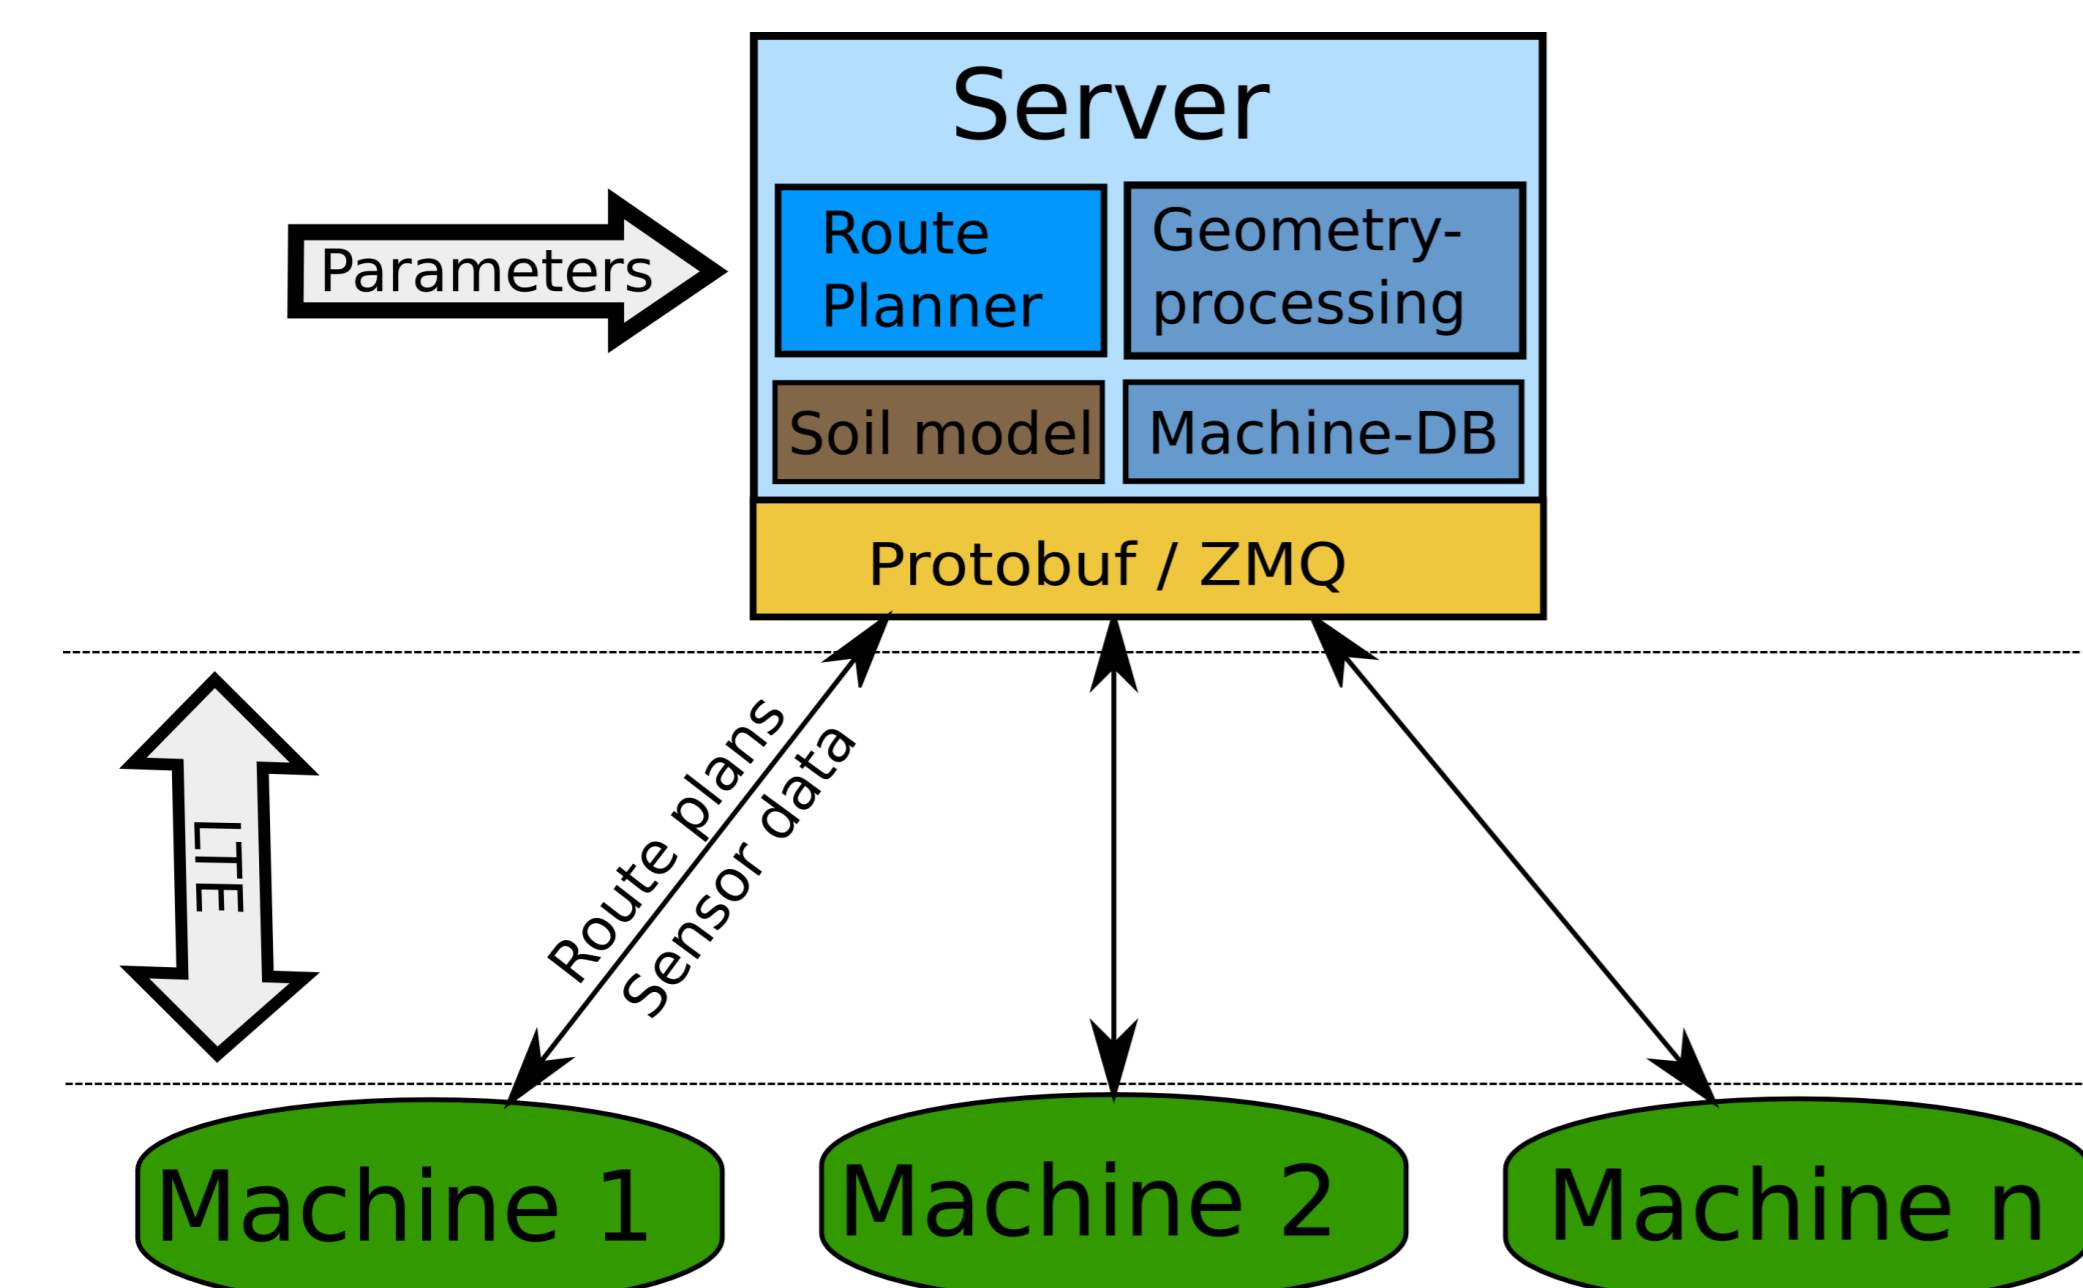 Server
Parameters
Route
Planner
Geometry-
processing
Soil model
Machine-DB
Protobuf / ZMQ
LTE
Route plans
Sensor data
Machine 1
Machine 2
Machine n